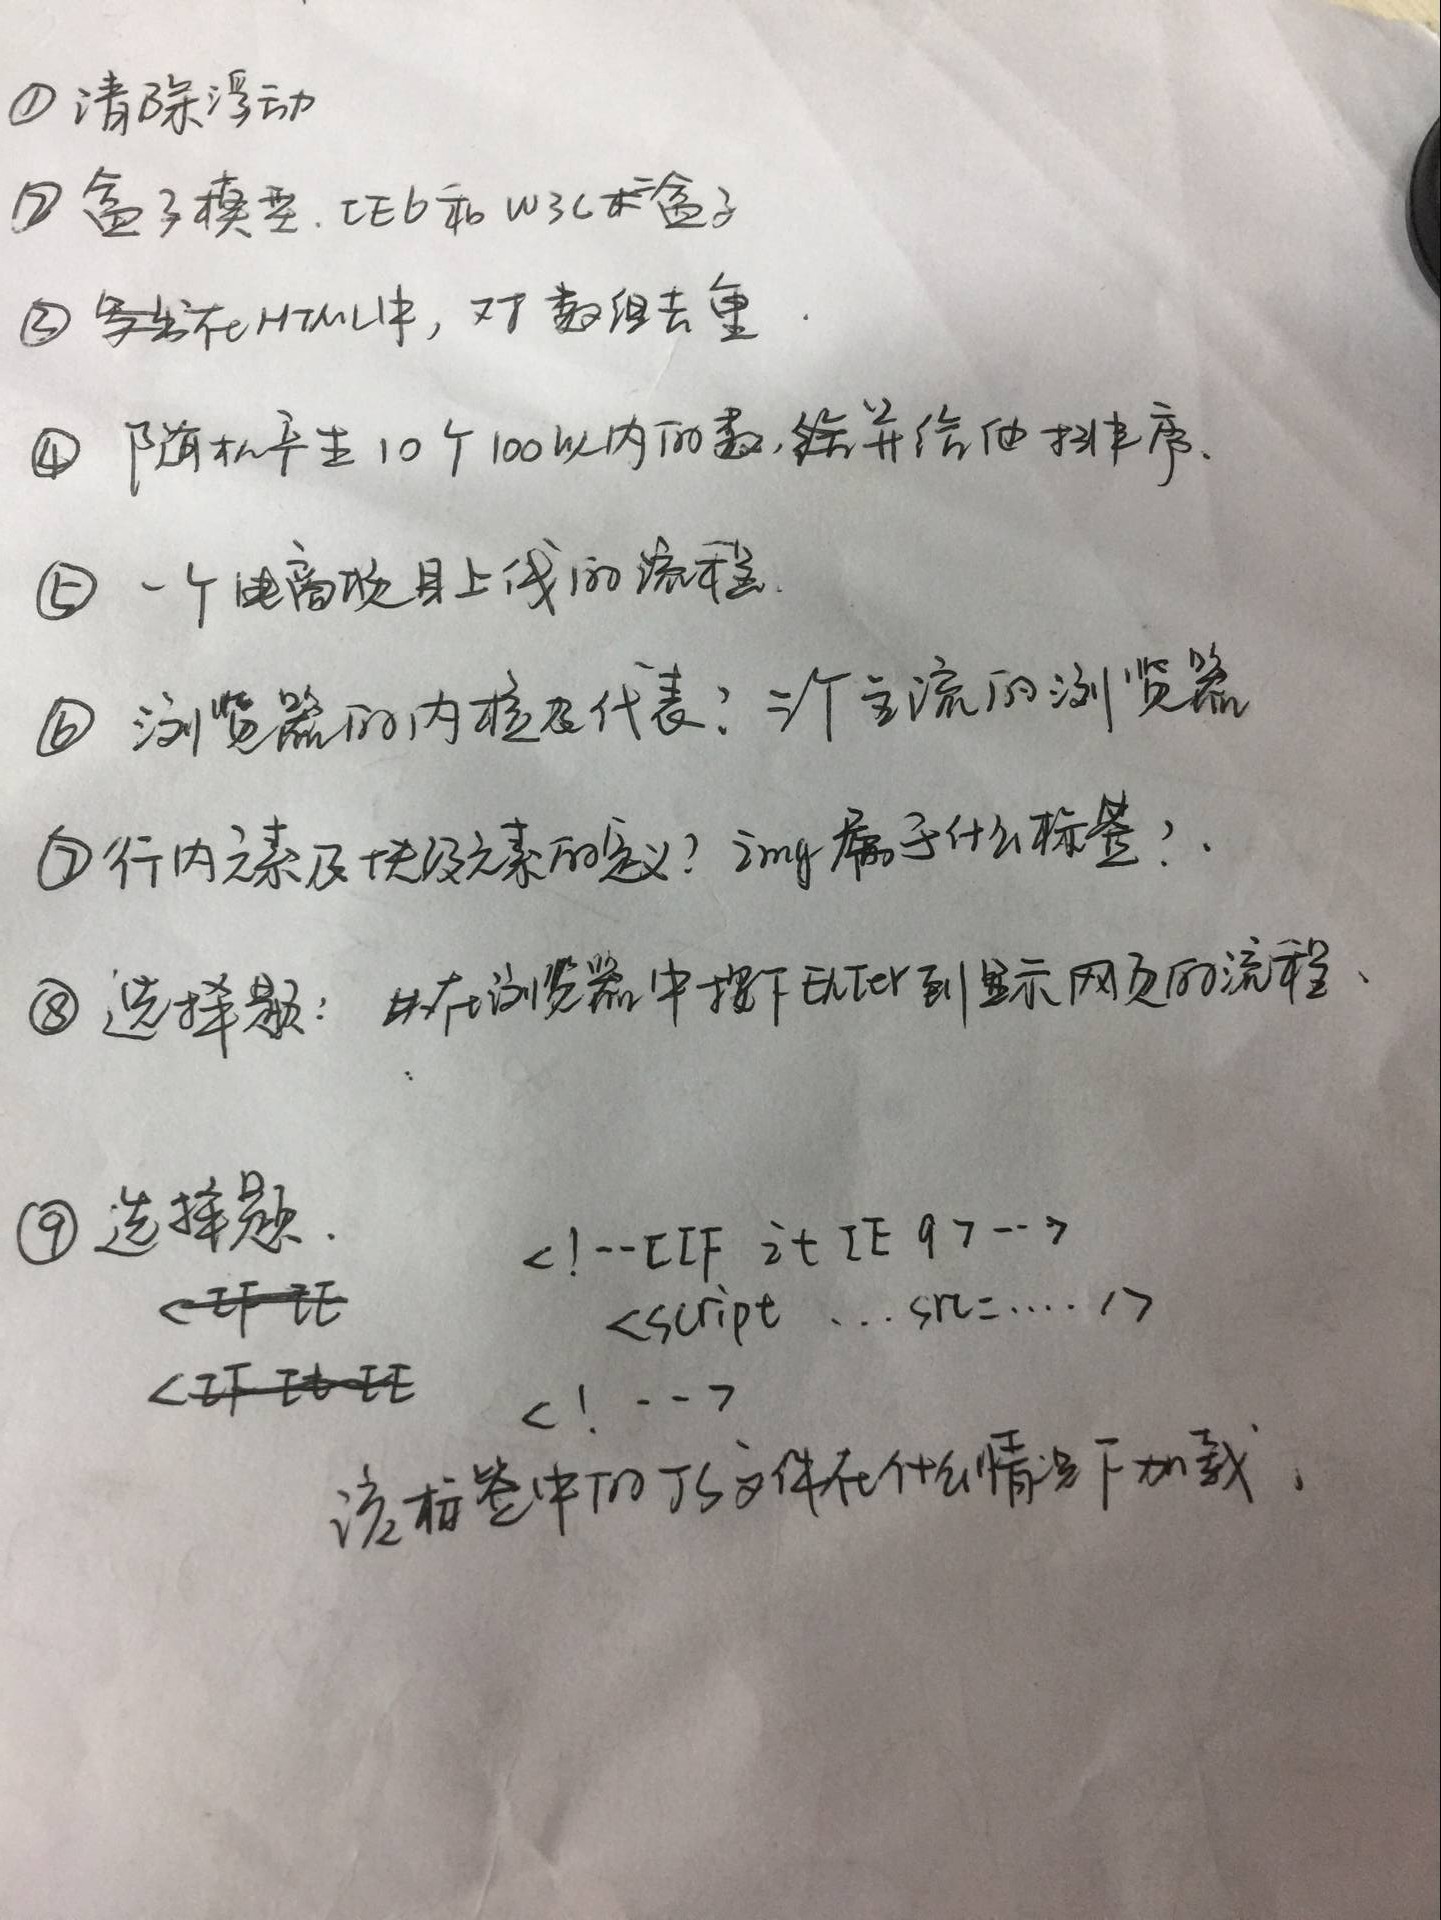 ① 清除浮动
② 盒子模型. IE6和W3C标盒子
③ 写出在HTML中, 对数组去重.
④ 随机产生10个100以内的数, 并给他排序.
⑤ 一个电商项目上线的流程.
⑥ 浏览器的内核及代表? 三个主流的浏览器
⑦ 行内元素及块级元素的定义? img属于什么标签?.
⑧ 选择题: 在浏览器中按下Enter到显示网页的流程、
⑨ 选择题.
<!--[IF it IE 9>-->
<IF IE
<script ... src=.... />
<IF It IE
<! --->
该标签中的JS文件在什么情况下加载.